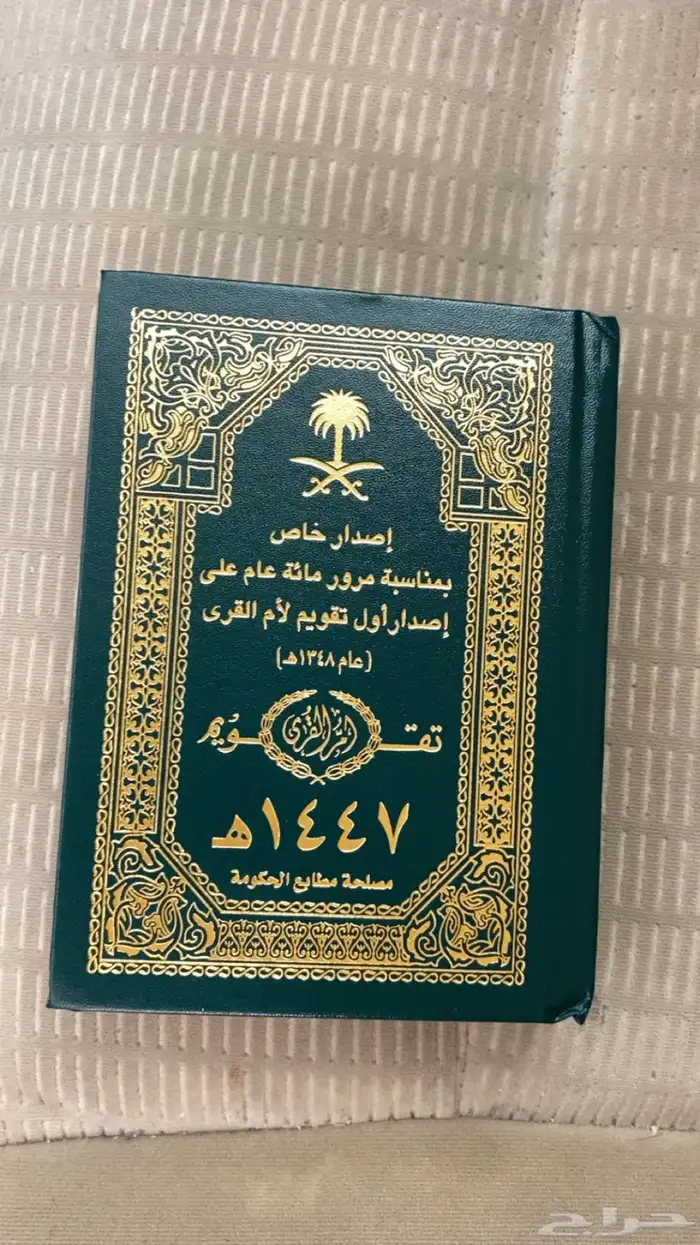 إصدار خاص
بمناسبة مرور مائة عام على
إصدار أول تقويم لأم القرى
(عام ١٣٤٨هـ)
تقـويم أم القرى
١٤٤٧هـ
مصلحة مطابع الحكومة
حراج